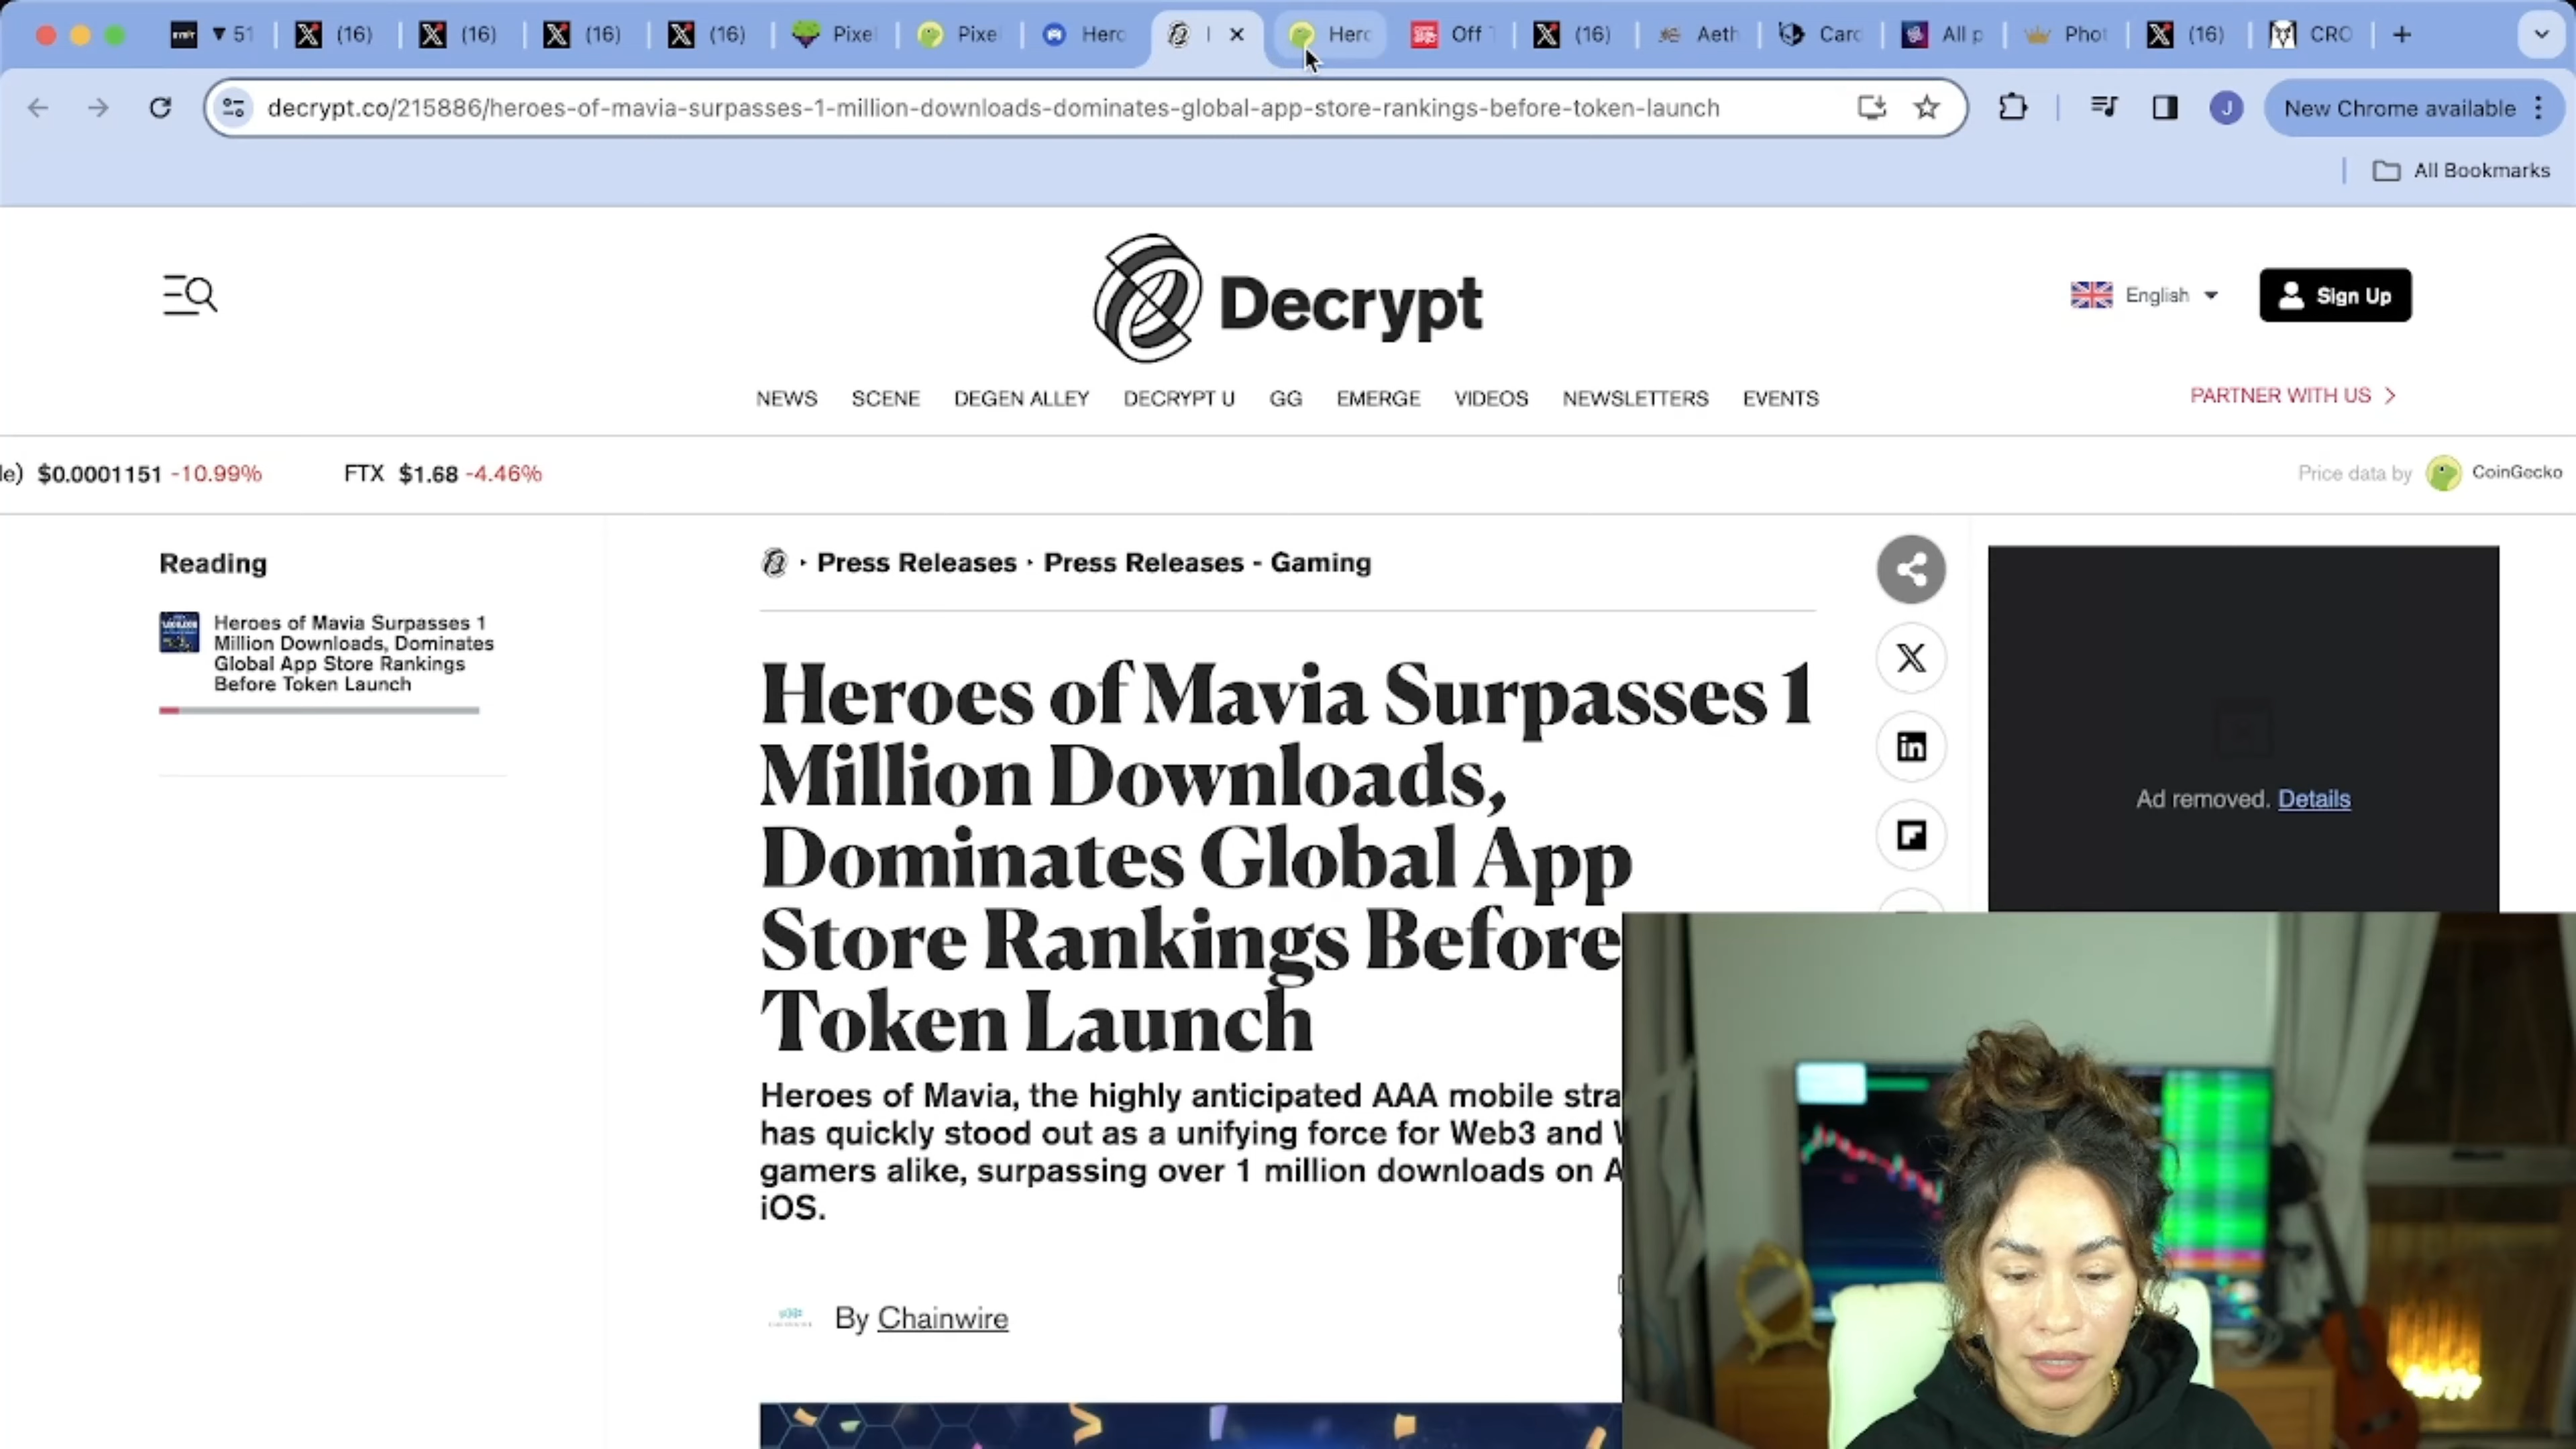 51
(16)
(16)
(16)
(16)
Pixel
Pixel
Hero
Hero
Off
(16)
Aeth
Card
All p
Phot
(16)
CRO
decrypt.co/215886/heroes-of-mavia-surpasses-1-million-downloads-dominates-global-app-store-rankings-before-token-launch
J
New Chrome available
All Bookmarks
Decrypt
English
Sign Up
NEWS SCENE DEGEN ALLEY DECRYPT U GG EMERGE VIDEOS NEWSLETTERS EVENTS
PARTNER WITH US
le) $0.0001151 -10.99% FTX $1.68 -4.46%
Price data by CoinGecko
Reading
Heroes of Mavia Surpasses 1
Million Downloads, Dominates
Global App Store Rankings
Before Token Launch
Press Releases · Press Releases - Gaming
Heroes of Mavia Surpasses 1
Million Downloads,
Dominates Global App
Store Rankings Before
Token Launch
Heroes of Mavia, the highly anticipated AAA mobile stra
has quickly stood out as a unifying force for Web3 and
gamers alike, surpassing over 1 million downloads on A
iOS.
By Chainwire
in
Ad removed. Details